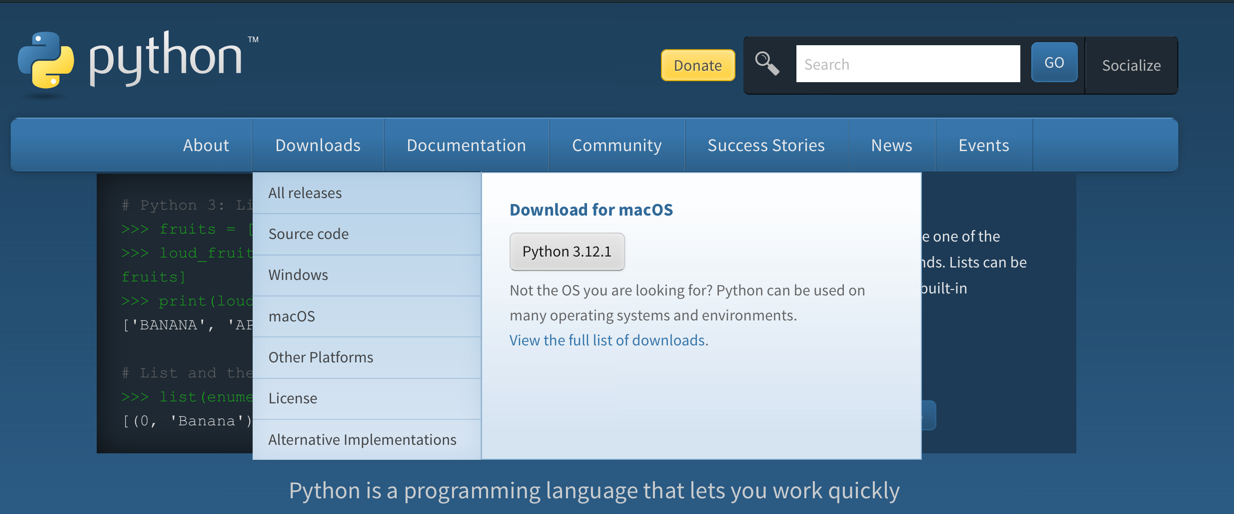 python™
Donate
Search
GO
Socialize
About
Downloads
Documentation
Community
Success Stories
News
Events
# Python 3: Li
>>> fruits = [
>>> loud_fruit
fruits]
>>> print(loud
['BANANA', 'AP
# List and the
>>> list(enume
[(0, 'Banana')
All releases
Source code
Windows
macOS
Other Platforms
License
Alternative Implementations
Download for macOS
Python 3.12.1
Not the OS you are looking for? Python can be used on
many operating systems and environments.
View the full list of downloads.
e one of the
nds. Lists can be
built-in
Python is a programming language that lets you work quickly